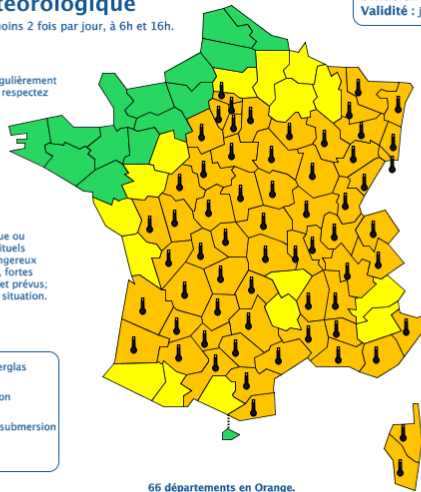 téorologique
Validité : j
oins 2 fois par jour, à 6h et 16h.
gulièrement
respectez
ue ou
ituels
ngereux
, fortes
et prévus;
situation.
erglas
on
submersion
66 départements en Orange.